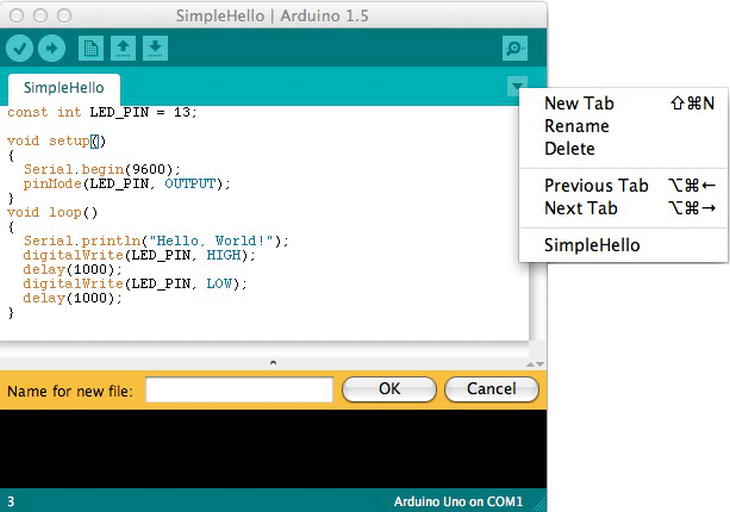 SimpleHello | Arduino 1.5
SimpleHello
const int LED_PIN = 13;
void setup()
{
  Serial.begin(9600);
  pinMode(LED_PIN, OUTPUT);
}
void loop()
{
  Serial.println("Hello, World!");
  digitalWrite(LED_PIN, HIGH);
  delay(1000);
  digitalWrite(LED_PIN, LOW);
  delay(1000);
}
New Tab ⇧⌘N
Rename
Delete
Previous Tab ⌥⌘←
Next Tab ⌥⌘→
SimpleHello
Name for new file:
OK
Cancel
3
Arduino Uno on COM1